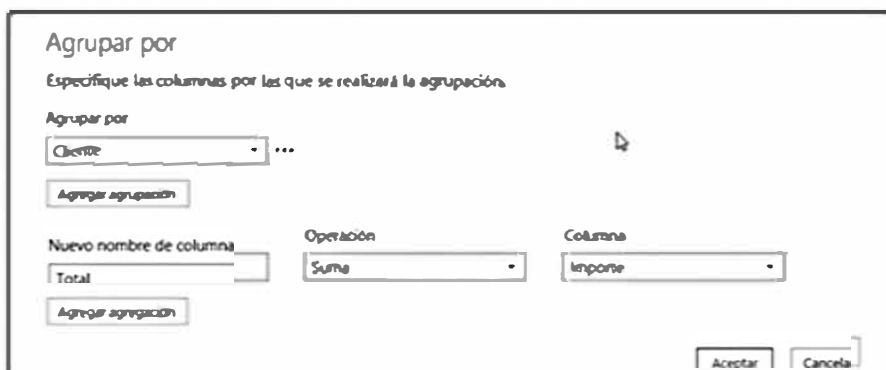 Agrupar por
Especifique las columnas por las que se realizará la agrupación.
Agrupar por
Cliente
Agregar agrupación
Nuevo nombre de columna Operación Columna
Total Suma Importe
Agregar agregación
Aceptar Cancela